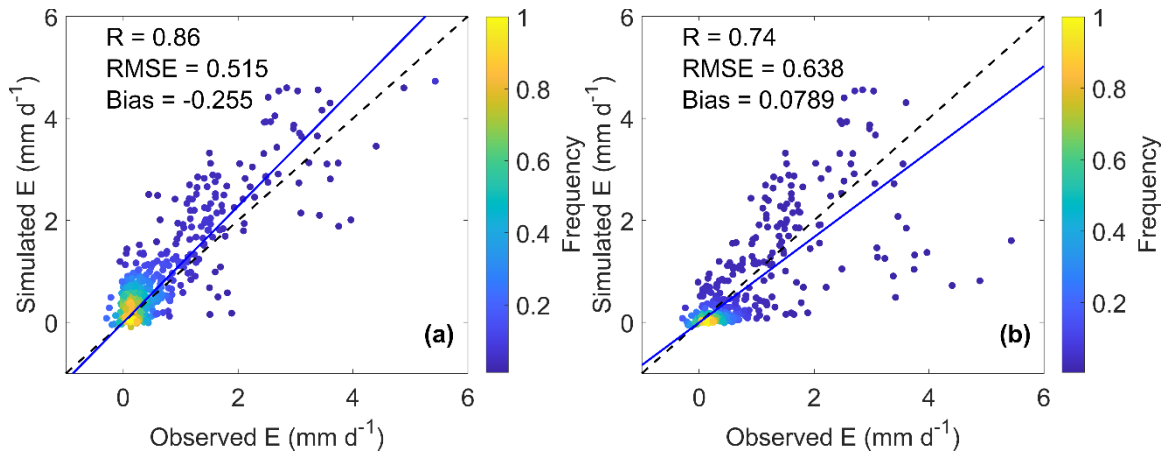 R = 0.86
RMSE = 0.515
Bias = -0.255
6
4
2
0
Simulated E (mm d⁻¹)
0
2
4
6
Observed E (mm d⁻¹)
(a)
1
0.8
0.6
0.4
0.2
Frequency
R = 0.74
RMSE = 0.638
Bias = 0.0789
6
4
2
0
Simulated E (mm d⁻¹)
0
2
4
6
Observed E (mm d⁻¹)
(b)
1
0.8
0.6
0.4
0.2
Frequency